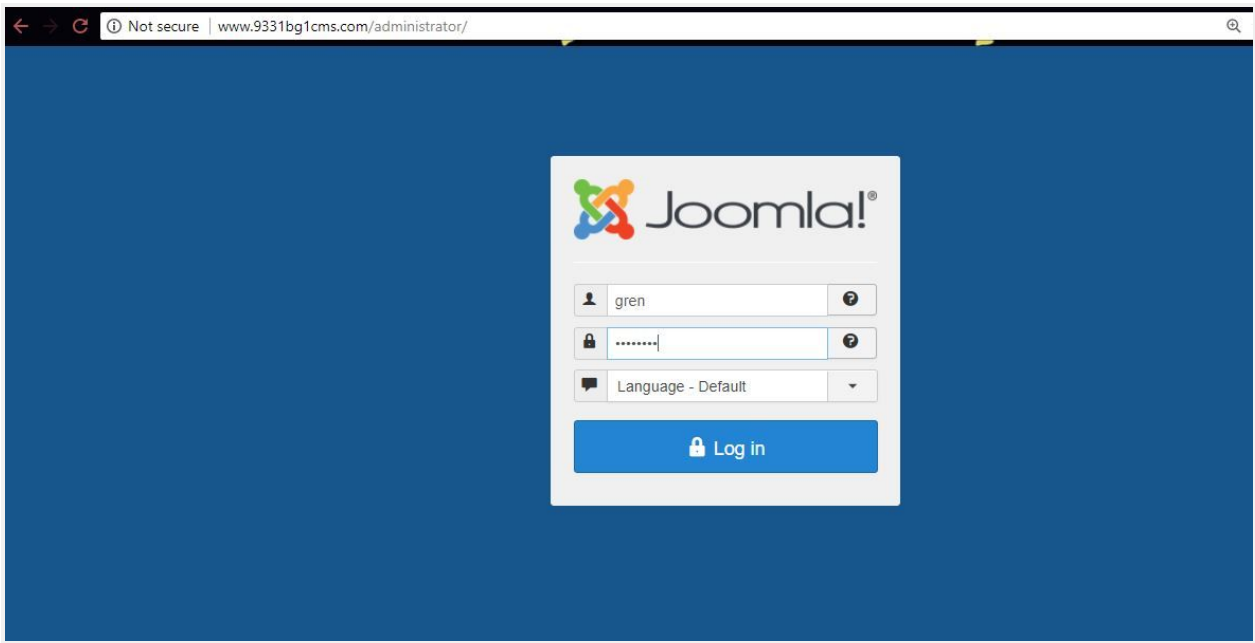 Not secure | www.9331bg1cms.com/administrator/
Joomla!®
gren
••••••••
Language - Default
Log in